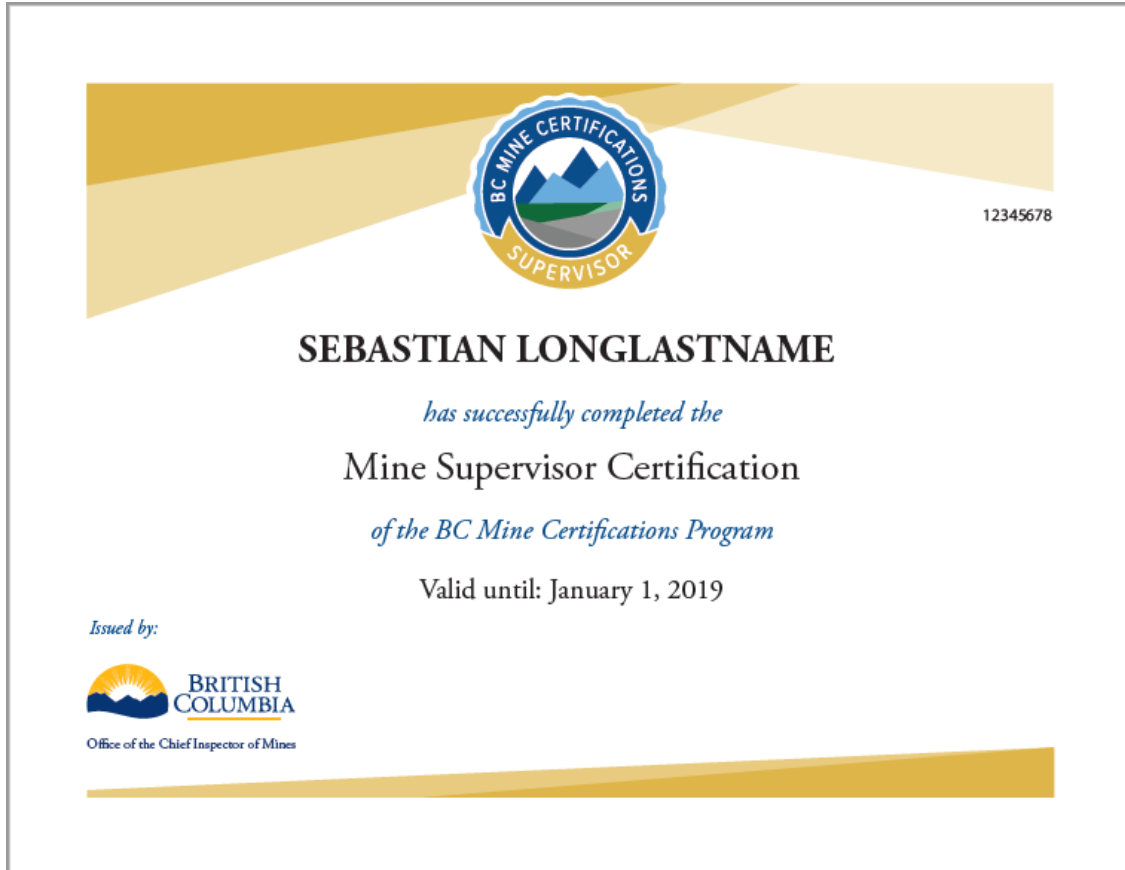 BC MINE CERTIFICATIONS
SUPERVISOR
12345678
SEBASTIAN LONGLASTNAME
has successfully completed the
Mine Supervisor Certification
of the BC Mine Certifications Program
Valid until: January 1, 2019
Issued by:
BRITISH
COLUMBIA
Office of the Chief Inspector of Mines